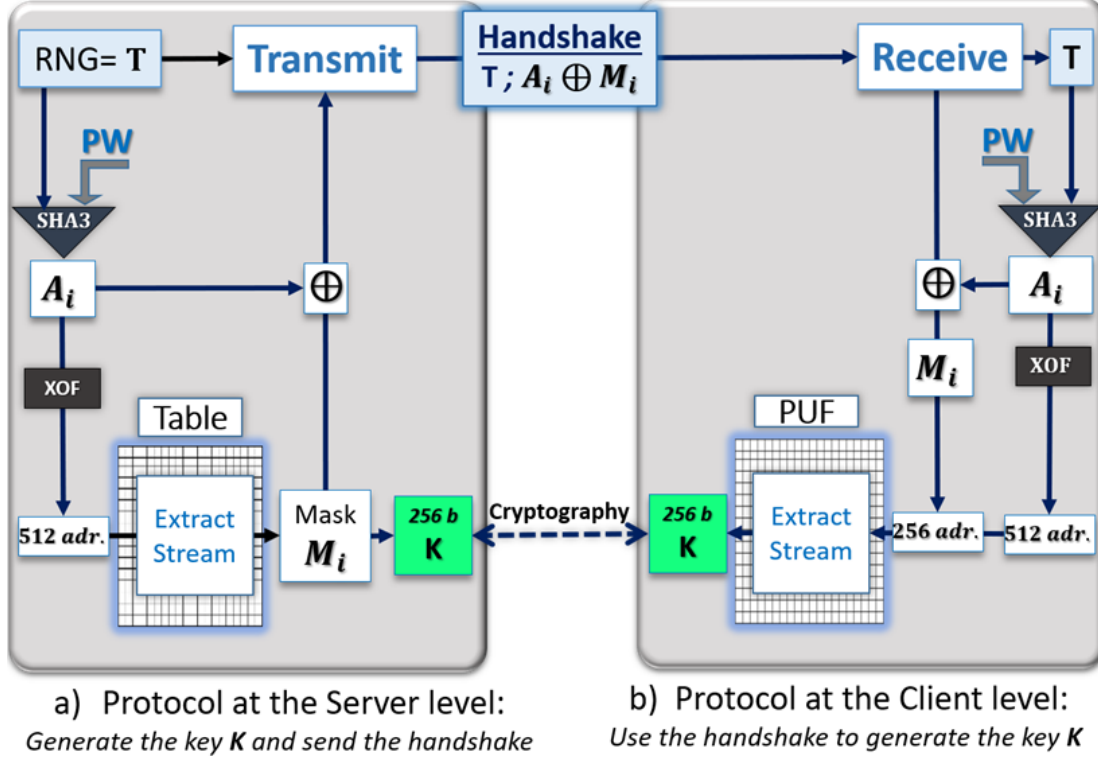 RNG= T
Transmit
Handshake
T ; A_i ⊕ M_i
Receive
T
PW
SHA3
A_i
⊕
XOF
Table
Extract
Stream
512 adr.
Mask
M_i
256 b
K
Cryptography
PW
SHA3
⊕
A_i
M_i
XOF
PUF
256 b
K
Extract
Stream
256 adr.
512 adr.
a) Protocol at the Server level:
Generate the key K and send the handshake
b) Protocol at the Client level:
Use the handshake to generate the key K